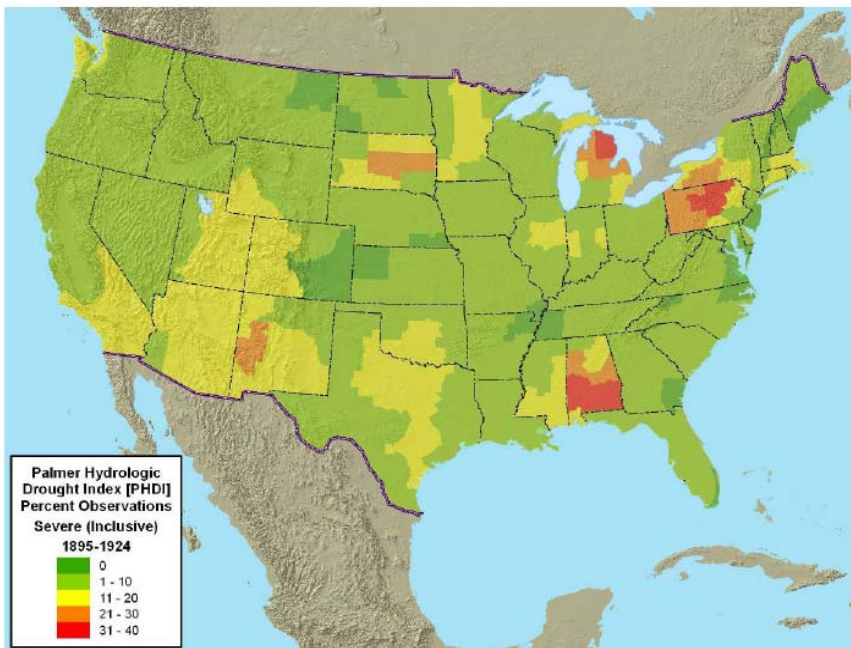 Palmer Hydrologic
Drought Index [PHDI]
Percent Observations
Severe (Inclusive)
1895-1924
0
1 - 10
11 - 20
21 - 30
31 - 40